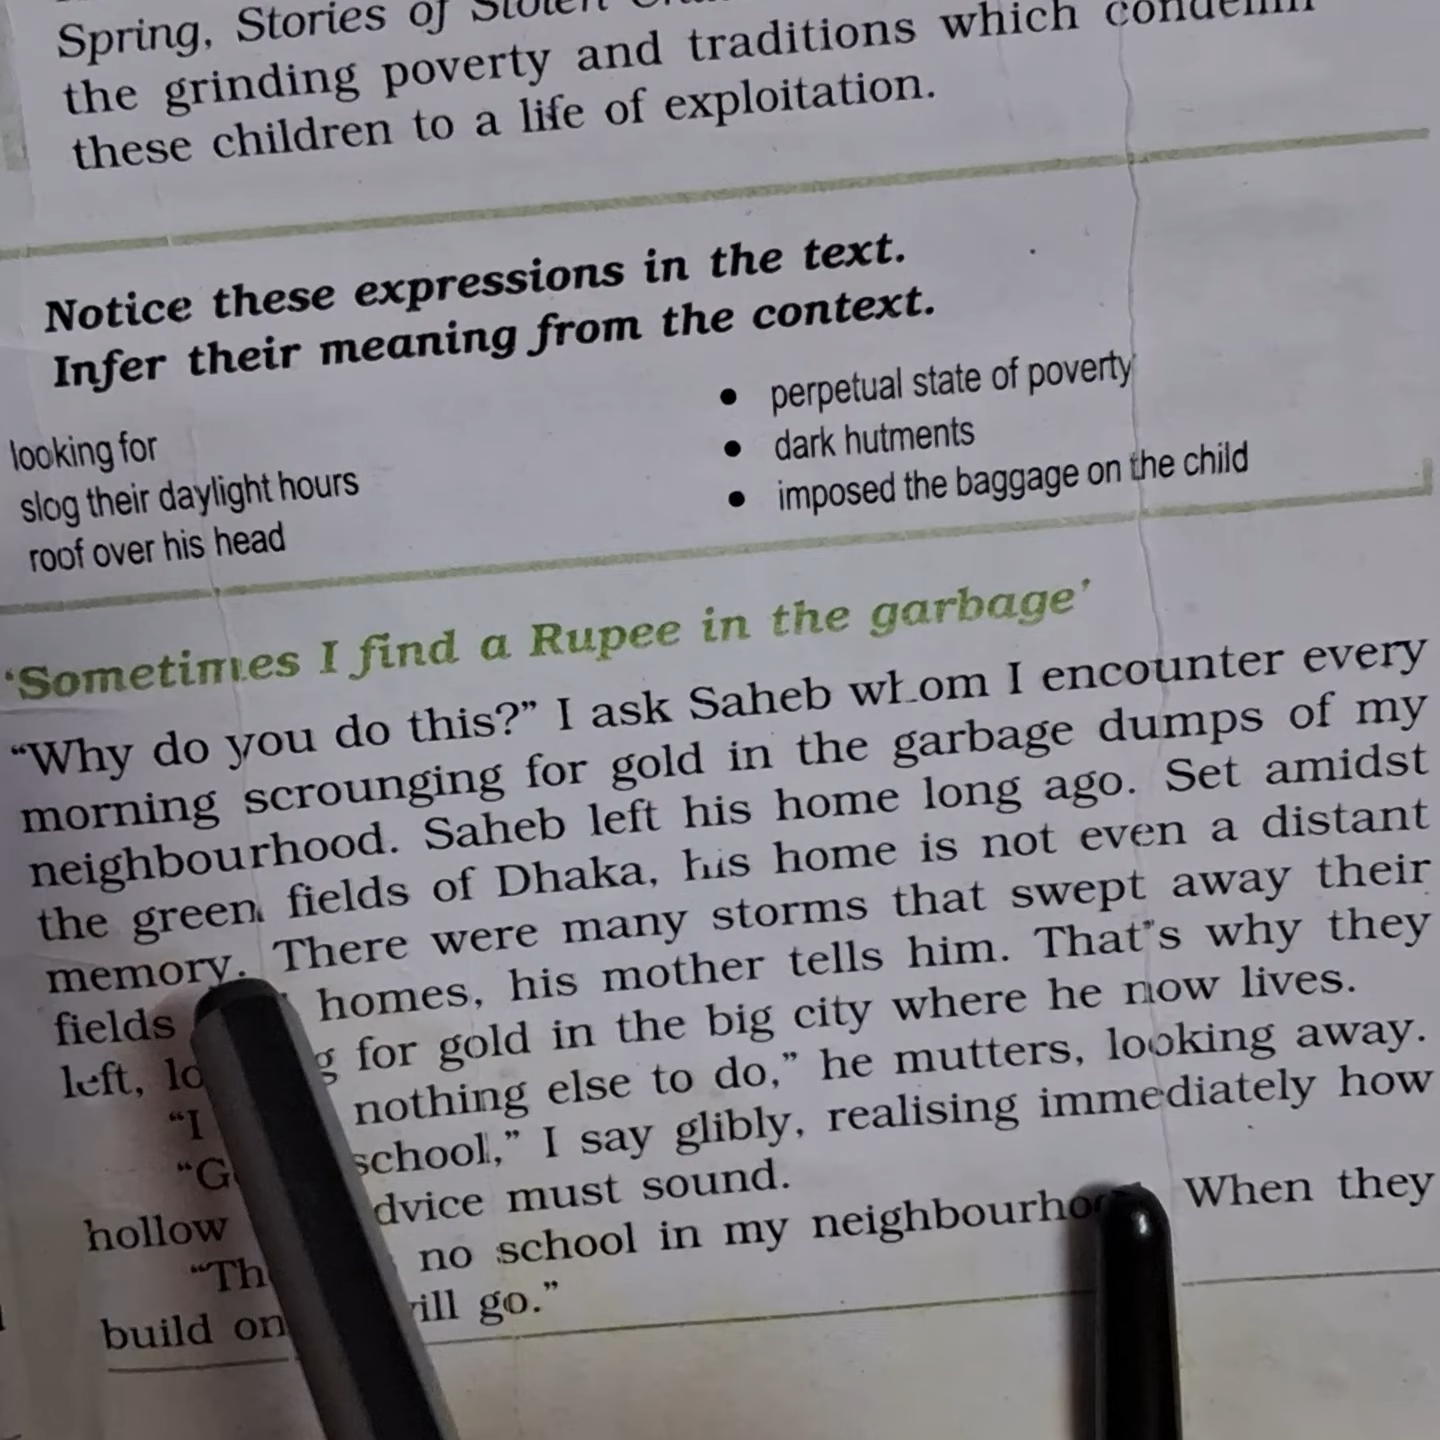 Spring, Stories of Stolen
the grinding poverty and traditions which condemn
these children to a life of exploitation.
Notice these expressions in the text.
Infer their meaning from the context.
looking for
slog their daylight hours
roof over his head
• perpetual state of poverty
• dark hutments
• imposed the baggage on the child
‘Sometimes I find a Rupee in the garbage’
“Why do you do this?” I ask Saheb whom I encounter every
morning scrounging for gold in the garbage dumps of my
neighbourhood. Saheb left his home long ago. Set amidst
the green fields of Dhaka, his home is not even a distant
memory. There were many storms that swept away their
fields homes, his mother tells him. That's why they
left, for gold in the big city where he now lives.
“I nothing else to do,” he mutters, looking away.
school,” I say glibly, realising immediately how
hollow advice must sound.
no school in my neighbourhood. When they
build go.”